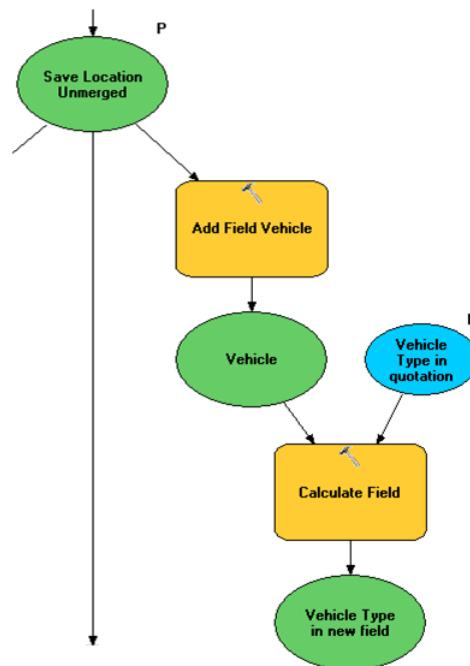 P
Save Location
Unmerged
Add Field Vehicle
Vehicle
Vehicle
Type in
quotation
Calculate Field
Vehicle Type
in new field